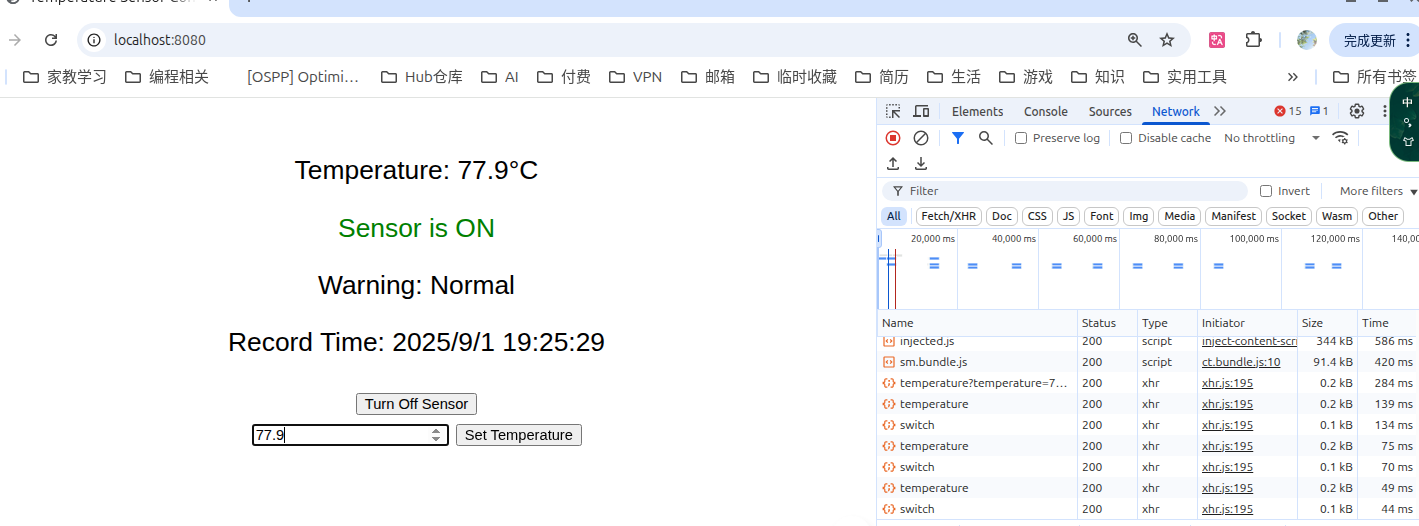 localhost:8080
完成更新
家教学习 编程相关 [OSPP] Optimi... Hub仓库 AI 付费 VPN 邮箱 临时收藏 简历 生活 游戏 知识 实用工具 » 所有书签
中
Temperature: 77.9°C
Sensor is ON
Warning: Normal
Record Time: 2025/9/1 19:25:29
Turn Off Sensor
77.9 Set Temperature
Elements Console Sources Network 15 1
Preserve log Disable cache No throttling
Filter Invert More filters
All Fetch/XHR Doc CSS JS Font Img Media Manifest Socket Wasm Other
20,000 ms 40,000 ms 60,000 ms 80,000 ms 100,000 ms 120,000 ms 140,0
Name Status Type Initiator Size Time
injected.js 200 script inject-content-scri 344 kB 586 ms
sm.bundle.js 200 script ct.bundle.js:10 91.4 kB 420 ms
temperature?temperature=7... 200 xhr xhr.js:195 0.2 kB 284 ms
temperature 200 xhr xhr.js:195 0.2 kB 139 ms
switch 200 xhr xhr.js:195 0.1 kB 134 ms
temperature 200 xhr xhr.js:195 0.2 kB 75 ms
switch 200 xhr xhr.js:195 0.1 kB 70 ms
temperature 200 xhr xhr.js:195 0.2 kB 49 ms
switch 200 xhr xhr.js:195 0.1 kB 44 ms